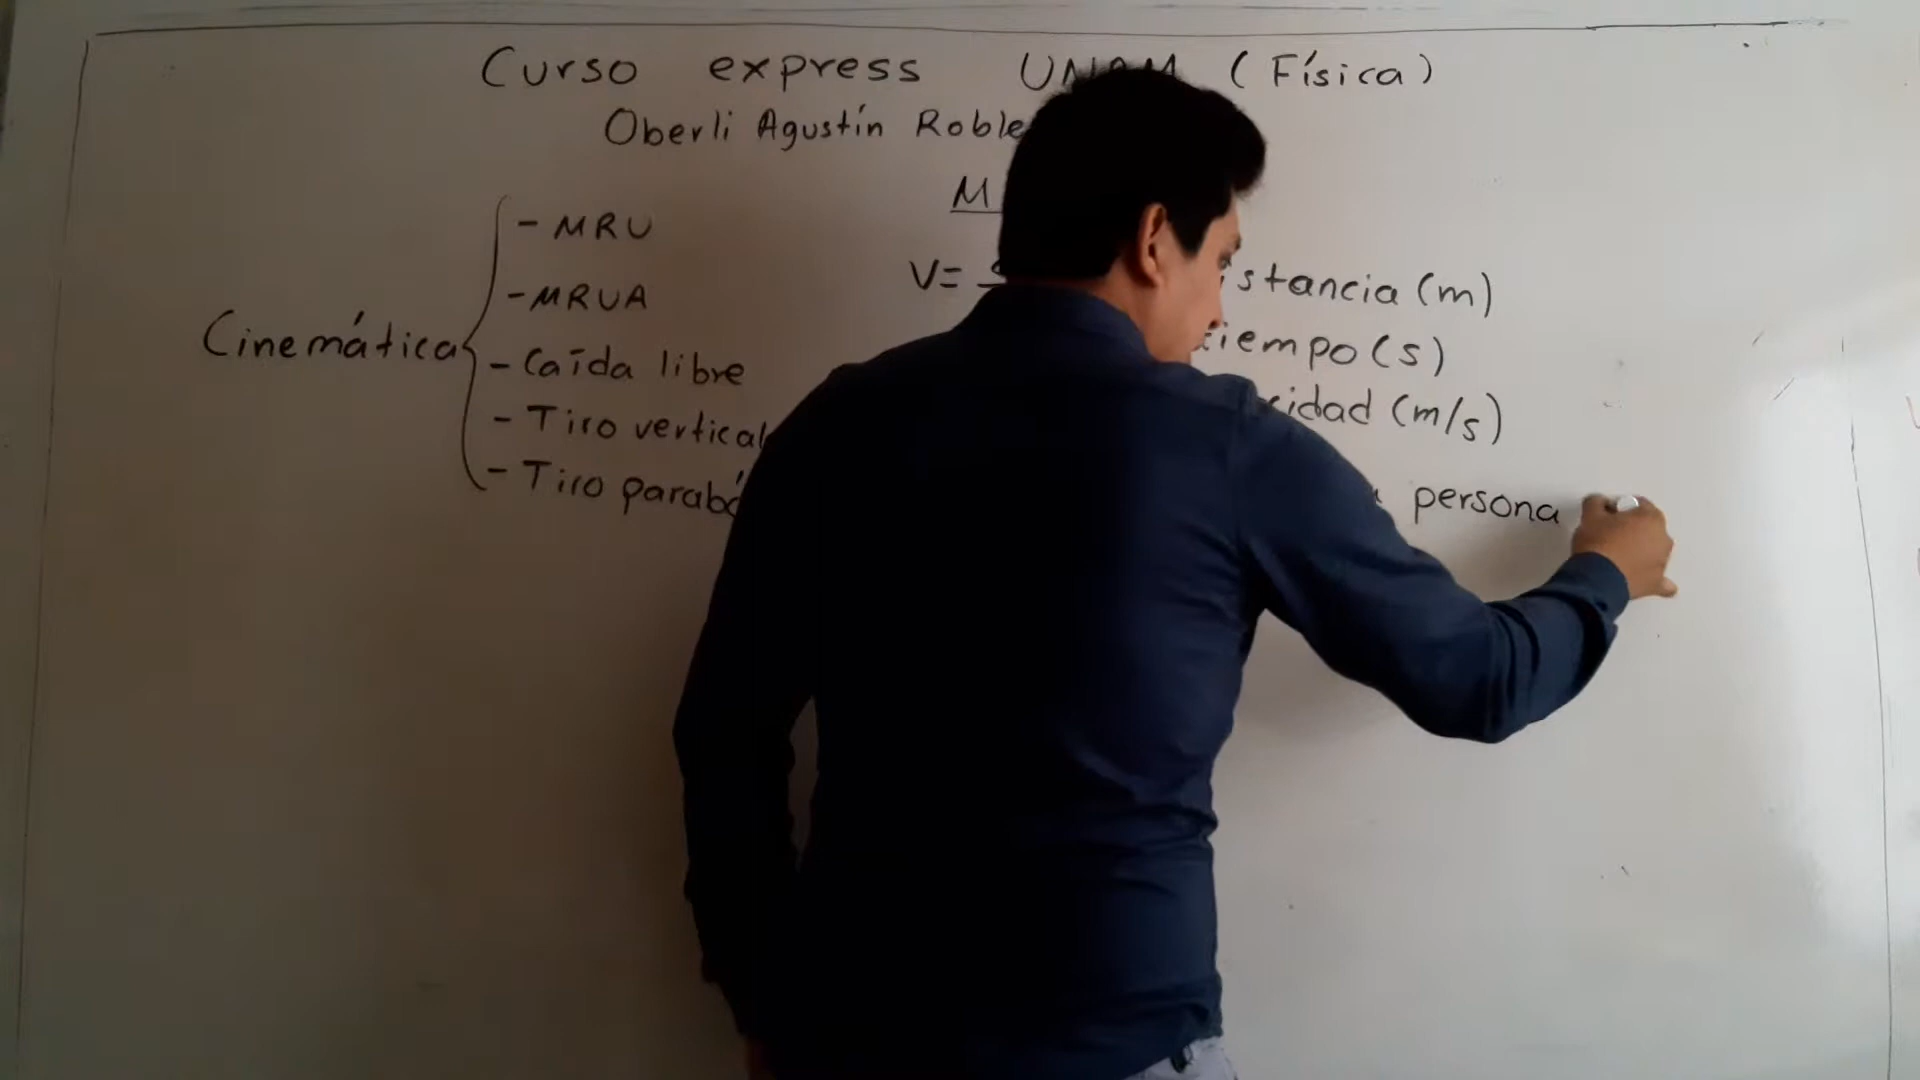 Curso express UNAM (Física)
Oberli Agustín Roble
Cinemática
- MRU
- MRUA
- Caída libre
- Tiro vertical
- Tiro parabó
M
V=
istancia (m)
tiempo (s)
cidad (m/s)
persona